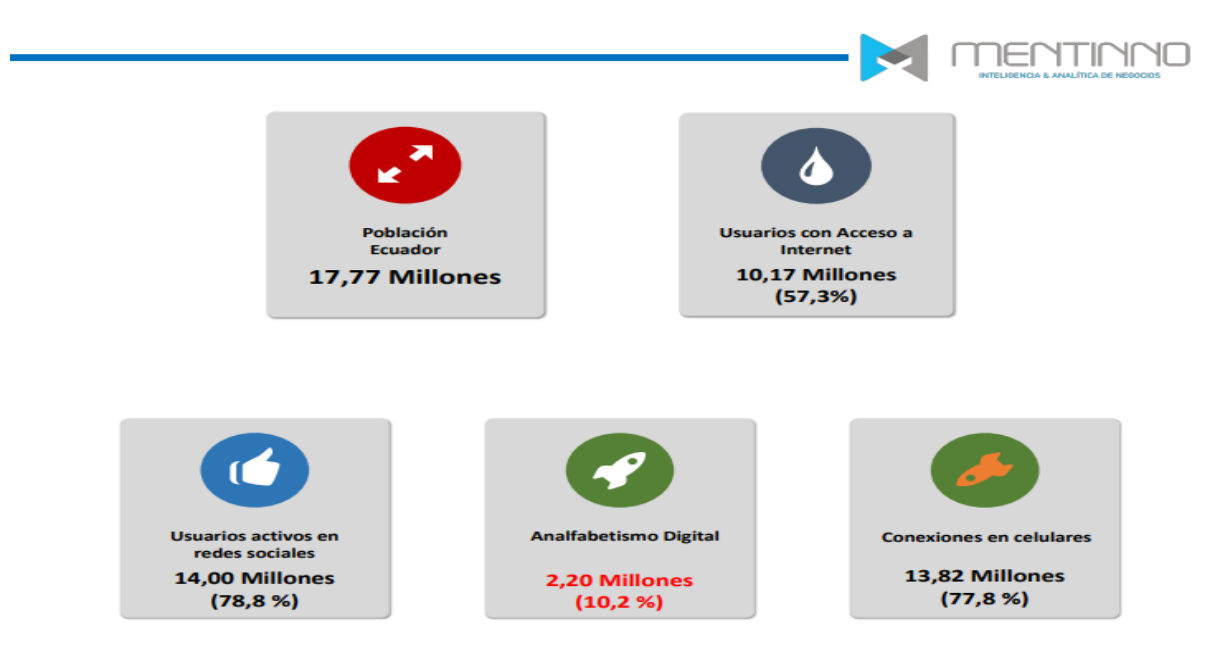 MENTINNO
INTELIGENCIA & ANALÍTICA DE NEGOCIOS
Población
Ecuador
17,77 Millones
Usuarios con Acceso a
Internet
10,17 Millones
(57,3%)
Usuarios activos en
redes sociales
14,00 Millones
(78,8 %)
Analfabetismo Digital
2,20 Millones
(10,2 %)
Conexiones en celulares
13,82 Millones
(77,8 %)